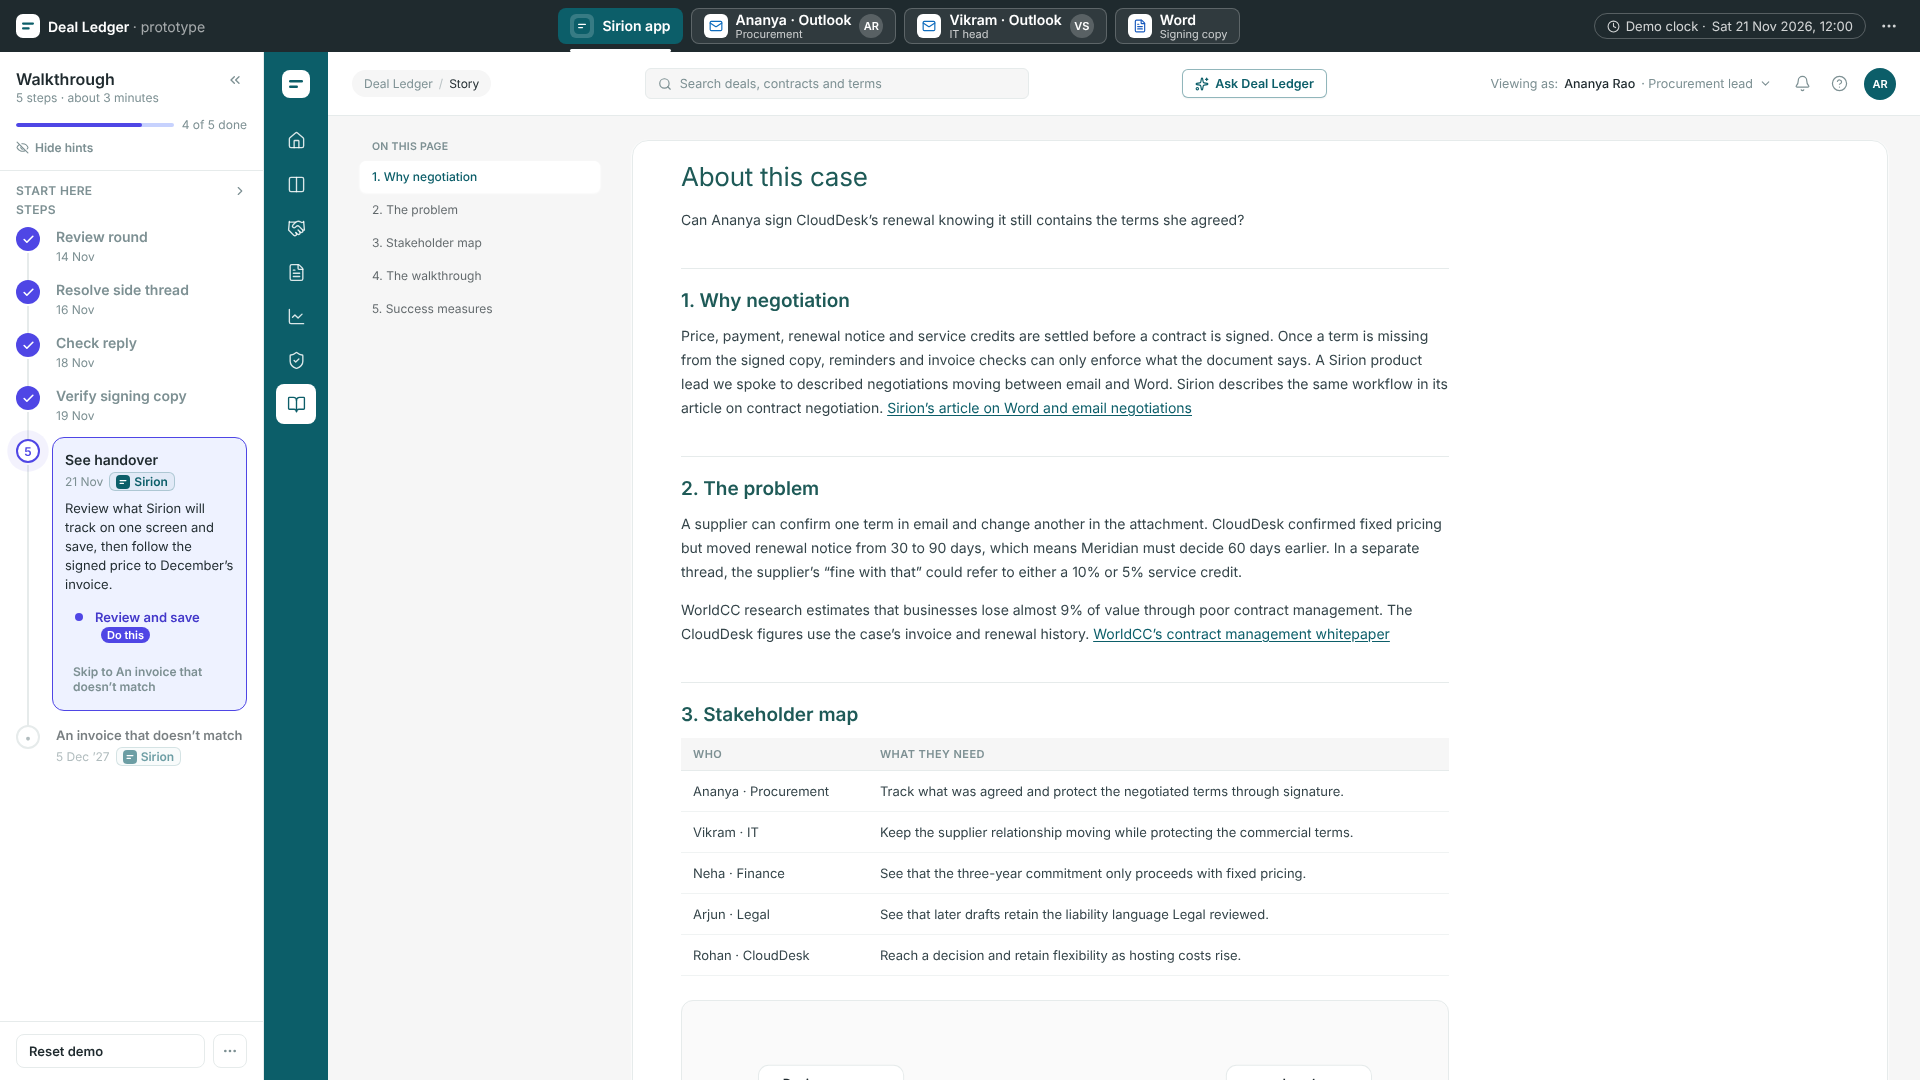 Deal Ledger · prototype
Sirion app
Ananya · Outlook
Procurement
AR
Vikram · Outlook
IT head
VS
Word
Signing copy
Demo clock · Sat 21 Nov 2026, 12:00
Walkthrough
5 steps · about 3 minutes
4 of 5 done
Hide hints
START HERE
STEPS
Review round
14 Nov
Resolve side thread
16 Nov
Check reply
18 Nov
Verify signing copy
19 Nov
5
See handover
21 Nov Sirion
Review what Sirion will
track on one screen and
save, then follow the
signed price to December’s
invoice.
Review and save
Do this
Skip to An invoice that
doesn’t match
An invoice that doesn’t match
5 Dec ’27 Sirion
Reset demo
Deal Ledger / Story
Search deals, contracts and terms
Ask Deal Ledger
Viewing as: Ananya Rao · Procurement lead
AR
ON THIS PAGE
1. Why negotiation
2. The problem
3. Stakeholder map
4. The walkthrough
5. Success measures
About this case
Can Ananya sign CloudDesk’s renewal knowing it still contains the terms she agreed?
1. Why negotiation
Price, payment, renewal notice and service credits are settled before a contract is signed. Once a term is missing
from the signed copy, reminders and invoice checks can only enforce what the document says. A Sirion product
lead we spoke to described negotiations moving between email and Word. Sirion describes the same workflow in its
article on contract negotiation. Sirion’s article on Word and email negotiations
2. The problem
A supplier can confirm one term in email and change another in the attachment. CloudDesk confirmed fixed pricing
but moved renewal notice from 30 to 90 days, which means Meridian must decide 60 days earlier. In a separate
thread, the supplier’s “fine with that” could refer to either a 10% or 5% service credit.
WorldCC research estimates that businesses lose almost 9% of value through poor contract management. The
CloudDesk figures use the case’s invoice and renewal history. WorldCC’s contract management whitepaper
3. Stakeholder map
WHO WHAT THEY NEED
Ananya · Procurement Track what was agreed and protect the negotiated terms through signature.
Vikram · IT Keep the supplier relationship moving while protecting the commercial terms.
Neha · Finance See that the three-year commitment only proceeds with fixed pricing.
Arjun · Legal See that later drafts retain the liability language Legal reviewed.
Rohan · CloudDesk Reach a decision and retain flexibility as hosting costs rise.